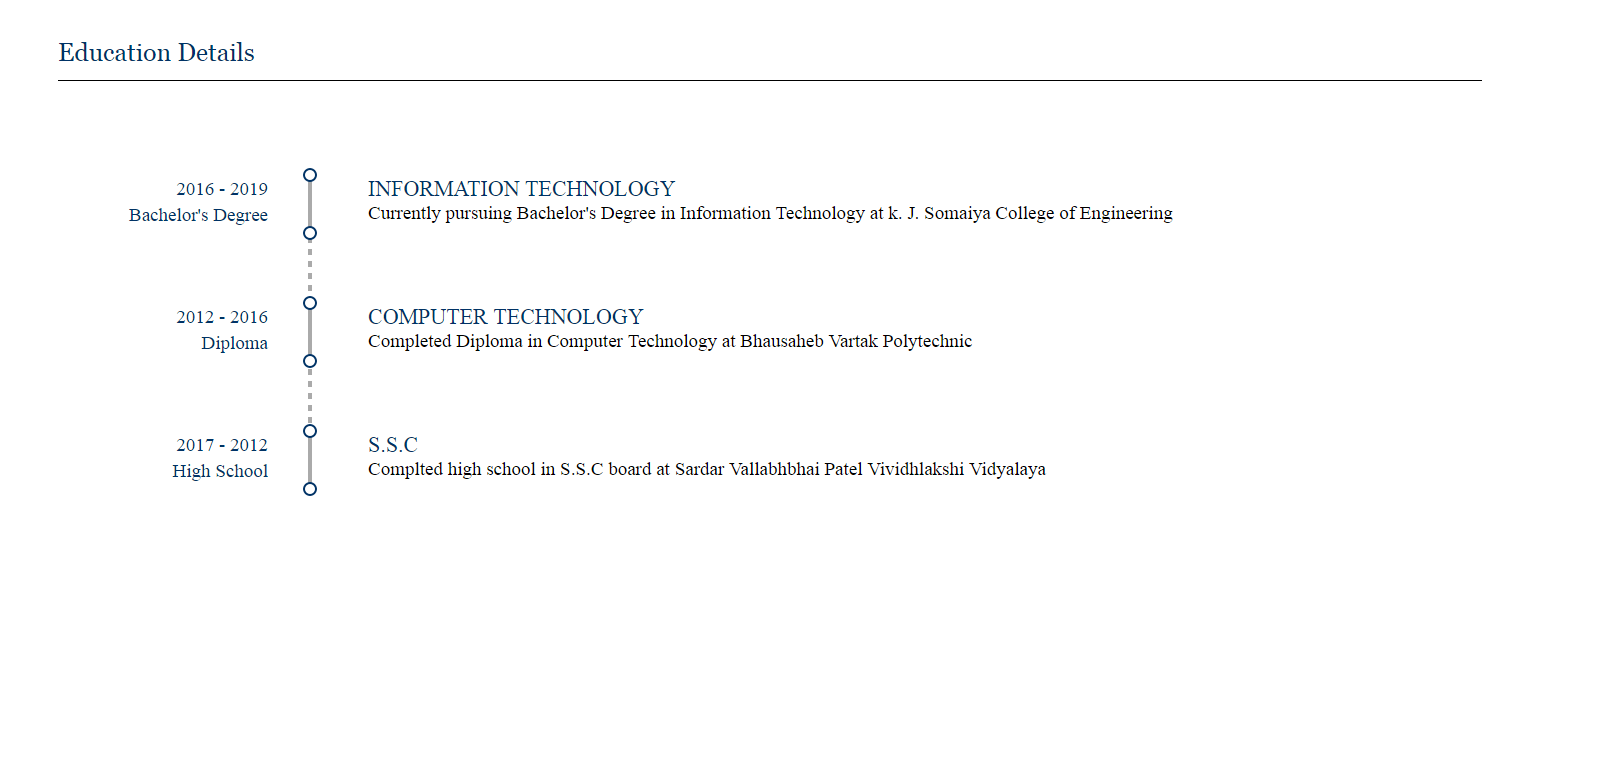 Education Details
2016 - 2019
Bachelor's Degree
INFORMATION TECHNOLOGY
Currently pursuing Bachelor's Degree in Information Technology at k. J. Somaiya College of Engineering
2012 - 2016
Diploma
COMPUTER TECHNOLOGY
Completed Diploma in Computer Technology at Bhausaheb Vartak Polytechnic
2017 - 2012
High School
S.S.C
Complted high school in S.S.C board at Sardar Vallabhbhai Patel Vividhlakshi Vidyalaya